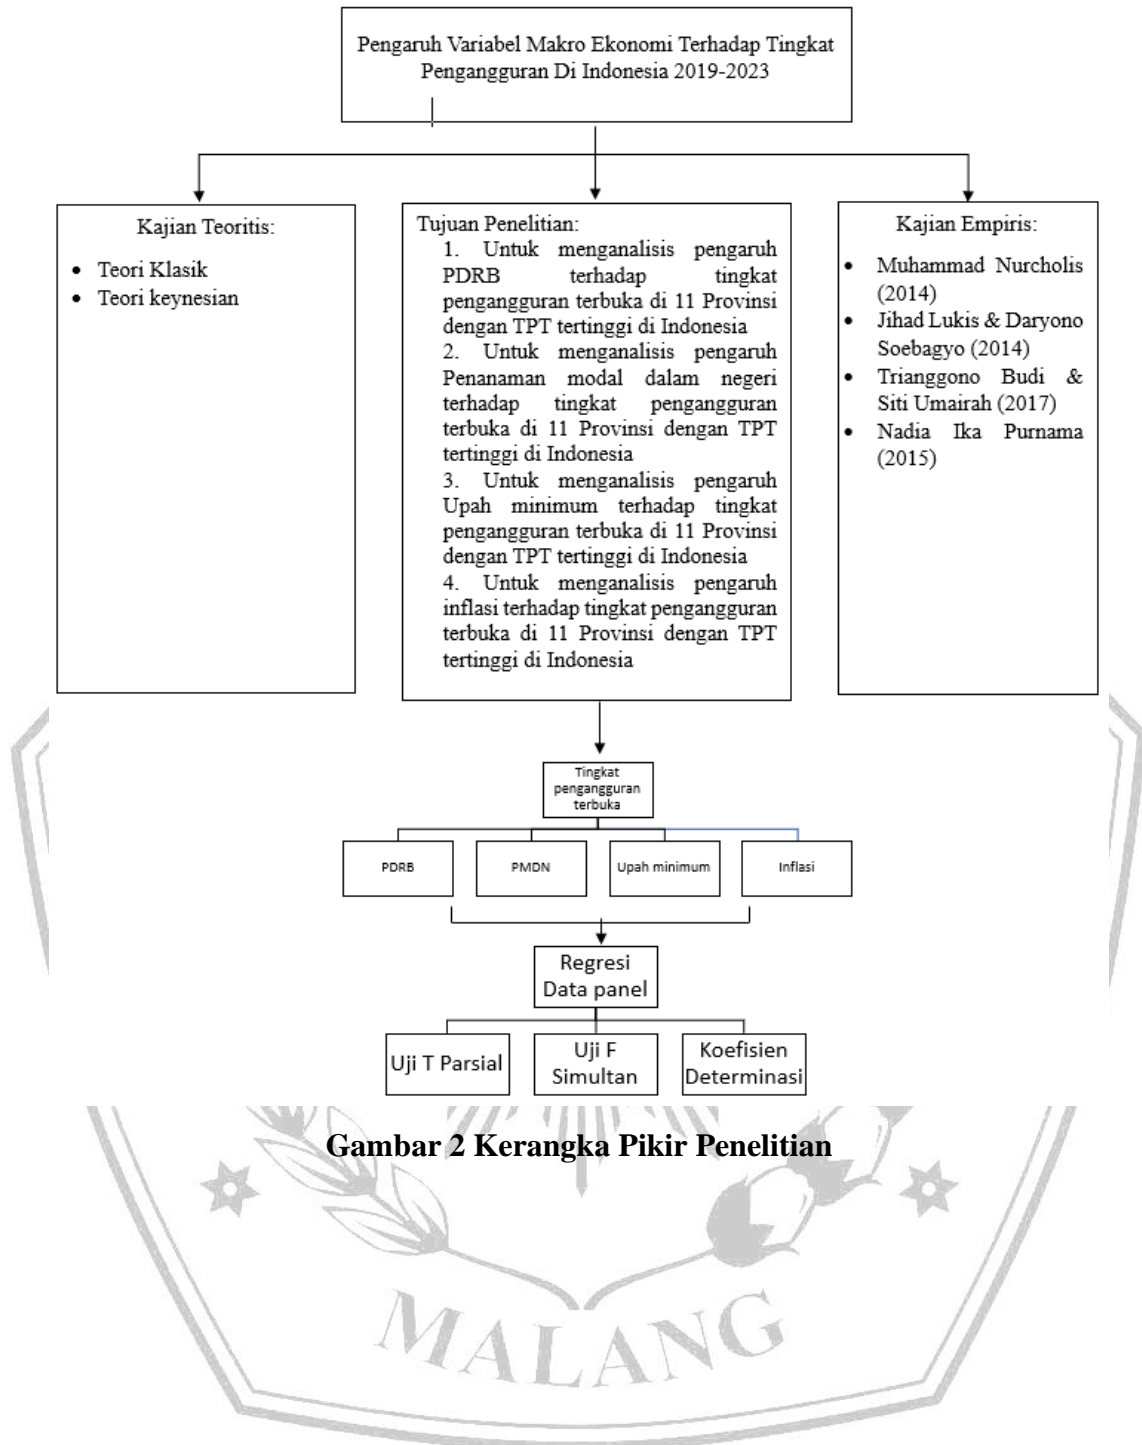 Pengaruh Variabel Makro Ekonomi Terhadap Tingkat
Pengangguran Di Indonesia 2019-2023
Kajian Teoritis:
• Teori Klasik
• Teori keynesian
Tujuan Penelitian:
1. Untuk menganalisis pengaruh
PDRB terhadap tingkat
pengangguran terbuka di 11 Provinsi
dengan TPT tertinggi di Indonesia
2. Untuk menganalisis pengaruh
Penanaman modal dalam negeri
terhadap tingkat pengangguran
terbuka di 11 Provinsi dengan TPT
tertinggi di Indonesia
3. Untuk menganalisis pengaruh
Upah minimum terhadap tingkat
pengangguran terbuka di 11 Provinsi
dengan TPT tertinggi di Indonesia
4. Untuk menganalisis pengaruh
inflasi terhadap tingkat pengangguran
terbuka di 11 Provinsi dengan TPT
tertinggi di Indonesia
Kajian Empiris:
• Muhammad Nurcholis
(2014)
• Jihad Lukis & Daryono
Soebagyo (2014)
• Trianggono Budi &
Siti Umairah (2017)
• Nadia Ika Purnama
(2015)
Tingkat
pengangguran
terbuka
PDRB
PMDN
Upah minimum
Inflasi
Regresi
Data panel
Uji T Parsial
Uji F
Simultan
Koefisien
Determinasi
Gambar 2 Kerangka Pikir Penelitian
MALANG